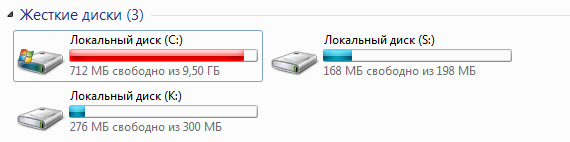 Жесткие диски (3)
Локальный диск (C:)
712 МБ свободно из 9,50 ГБ
Локальный диск (S:)
168 МБ свободно из 198 МБ
Локальный диск (K:)
276 МБ свободно из 300 МБ